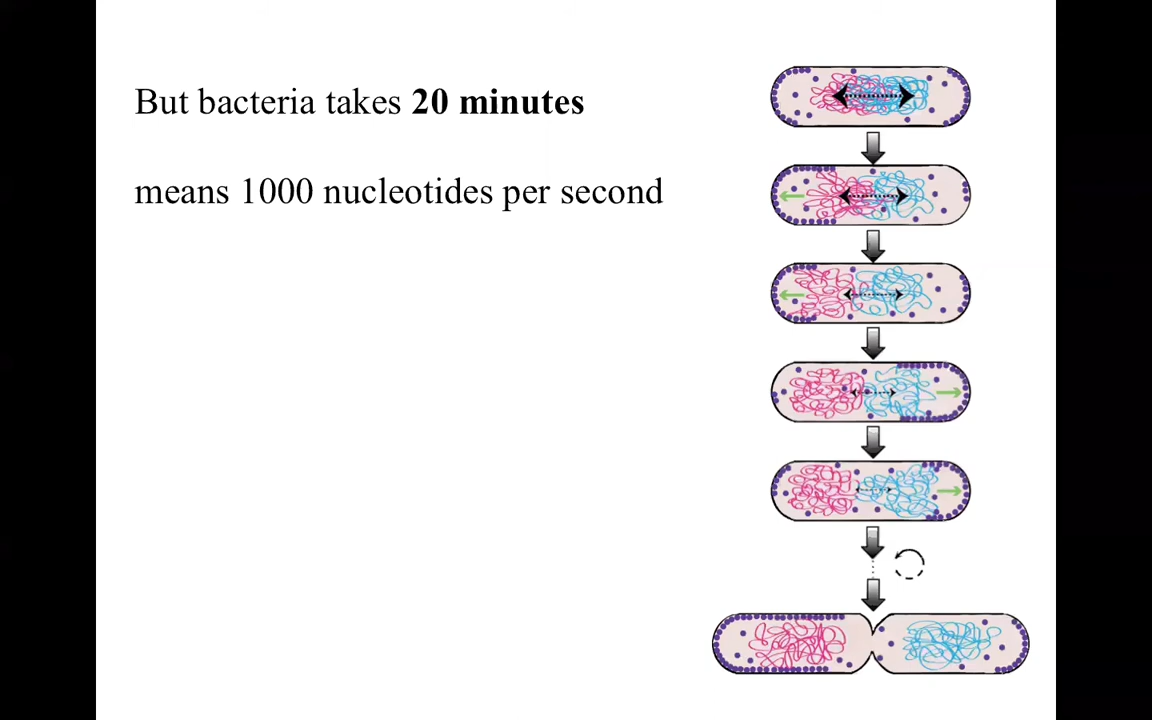 But bacteria takes 20 minutes
means 1000 nucleotides per second